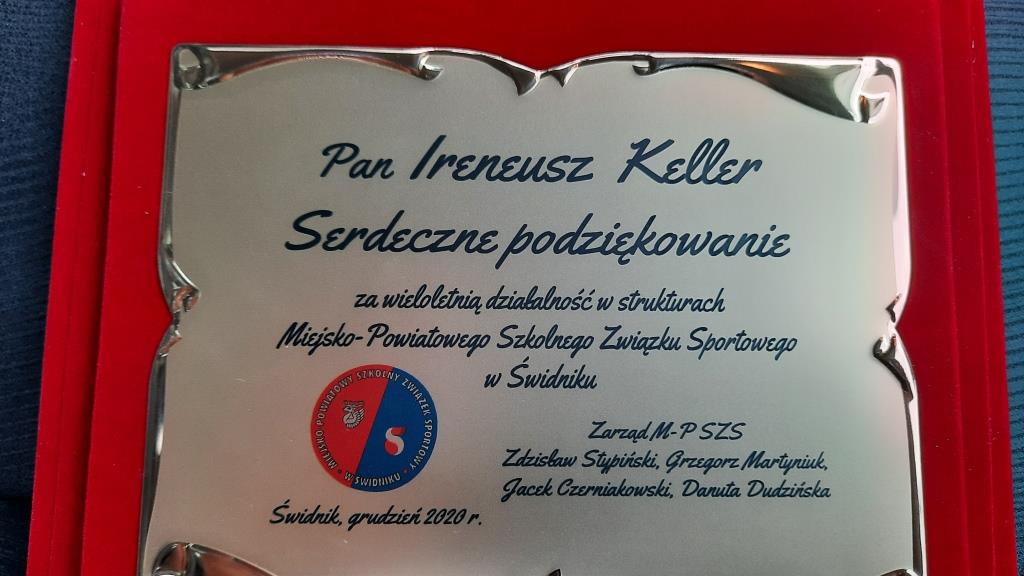 Pan Ireneusz Keller
Serdeczne podziękowanie
za wieloletnią działalność w strukturach
Miejsko-Powiatowego Szkolnego Związku Sportowego
w Świdniku
MIEJSKO POWIATOWY SZKOLNY ZWIĄZEK SPORTOWY
W ŚWIDNIKU
S
Zarząd M-P SZS
Zdzisław Stypiński, Grzegorz Martyniuk,
Jacek Czerniakowski, Danuta Dudzińska
Świdnik, grudzień 2020 r.